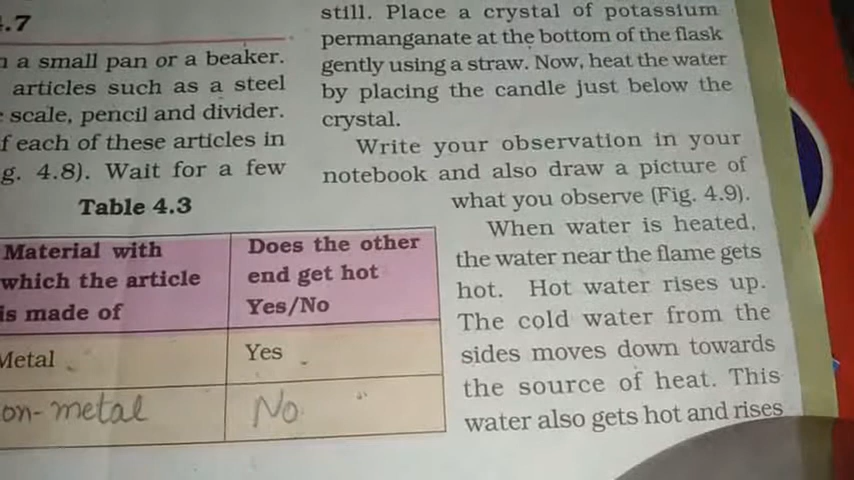 .7
a small pan or a beaker.
articles such as a steel
scale, pencil and divider.
f each of these articles in
g. 4.8). Wait for a few
Table 4.3
Material with
which the article
is made of
Does the other
end get hot
Yes/No
Metal
Yes
on-metal
No
still. Place a crystal of potassium
permanganate at the bottom of the flask
gently using a straw. Now, heat the water
by placing the candle just below the
crystal.
Write your observation in your
notebook and also draw a picture of
what you observe (Fig. 4.9).
When water is heated,
the water near the flame gets
hot. Hot water rises up.
The cold water from the
sides moves down towards
the source of heat. This
water also gets hot and rises